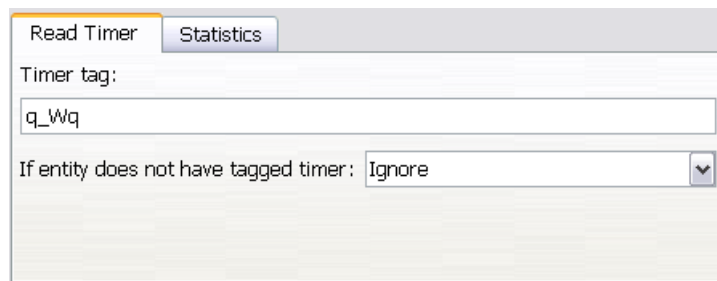 Read Timer Statistics
Timer tag:
q_Wq
If entity does not have tagged timer: Ignore